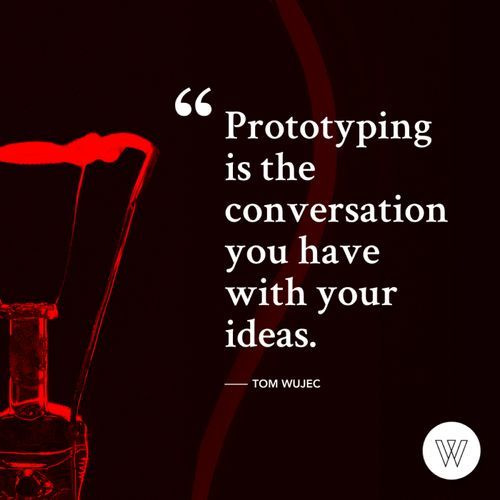 “
Prototyping
is the
conversation
you have
with your
ideas.
— TOM WUJEC
W